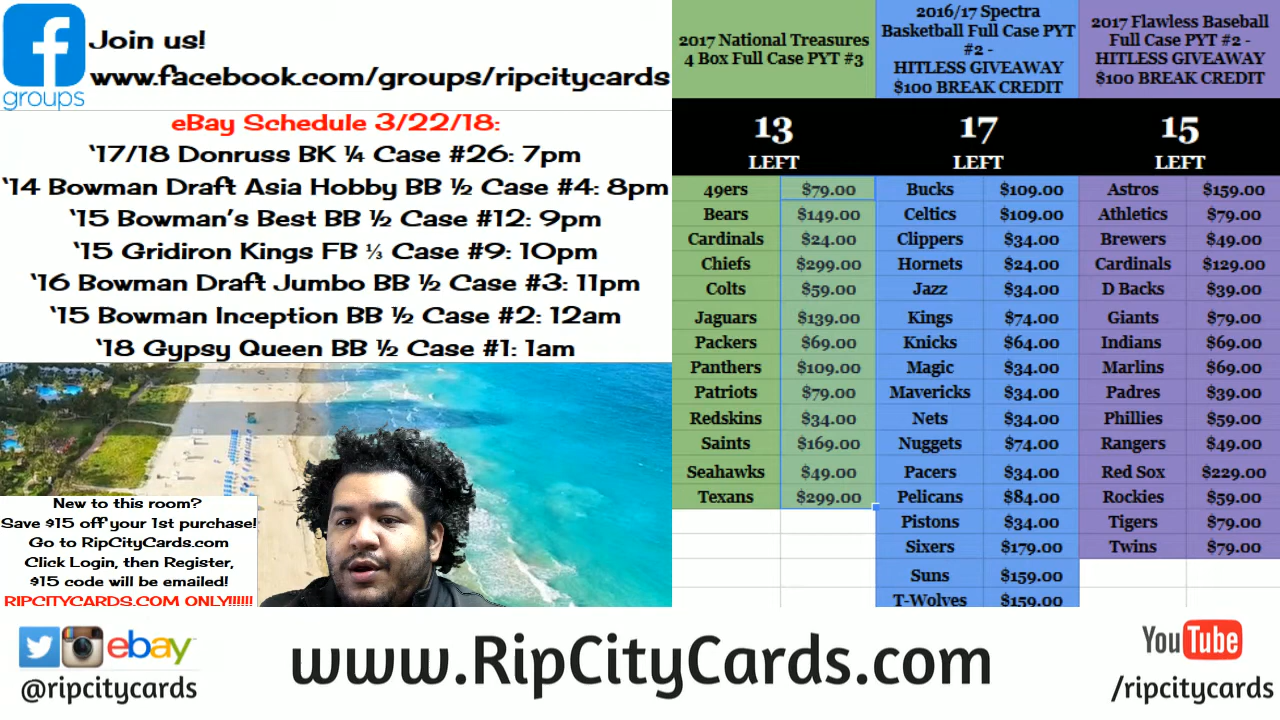 Join us!
www.facebook.com/groups/ripcitycards
groups
eBay Schedule 3/22/18:
'17/18 Donruss BK ¼ Case #26: 7pm
'14 Bowman Draft Asia Hobby BB ½ Case #4: 8pm
'15 Bowman's Best BB ½ Case #12: 9pm
'15 Gridiron Kings FB ⅓ Case #9: 10pm
'16 Bowman Draft Jumbo BB ½ Case #3: 11pm
'15 Bowman Inception BB ½ Case #2: 12am
'18 Gypsy Queen BB ½ Case #1: 1am
New to this room?
Save $15 off your 1st purchase!
Go to RipCityCards.com
Click Login, then Register,
$15 code will be emailed!
RIPCITYCARDS.COM ONLY!!!!!!
2017 National Treasures
4 Box Full Case PYT #3
13
LEFT
49ers $79.00
Bears $149.00
Cardinals $24.00
Chiefs $299.00
Colts $59.00
Jaguars $139.00
Packers $69.00
Panthers $109.00
Patriots $79.00
Redskins $34.00
Saints $169.00
Seahawks $49.00
Texans $299.00
2016/17 Spectra
Basketball Full Case PYT
#2 -
HITLESS GIVEAWAY
$100 BREAK CREDIT
17
LEFT
Bucks $109.00
Celtics $109.00
Clippers $34.00
Hornets $24.00
Jazz $34.00
Kings $74.00
Knicks $64.00
Magic $34.00
Mavericks $34.00
Nets $34.00
Nuggets $74.00
Pacers $34.00
Pelicans $84.00
Pistons $34.00
Sixers $179.00
Suns $159.00
T-Wolves $159.00
2017 Flawless Baseball
Full Case PYT #2 -
HITLESS GIVEAWAY
$100 BREAK CREDIT
15
LEFT
Astros $159.00
Athletics $79.00
Brewers $49.00
Cardinals $129.00
D Backs $39.00
Giants $79.00
Indians $69.00
Marlins $69.00
Padres $39.00
Phillies $59.00
Rangers $49.00
Red Sox $229.00
Rockies $59.00
Tigers $79.00
Twins $79.00
ebay
@ripcitycards
www.RipCityCards.com
YouTube
/ripcitycards